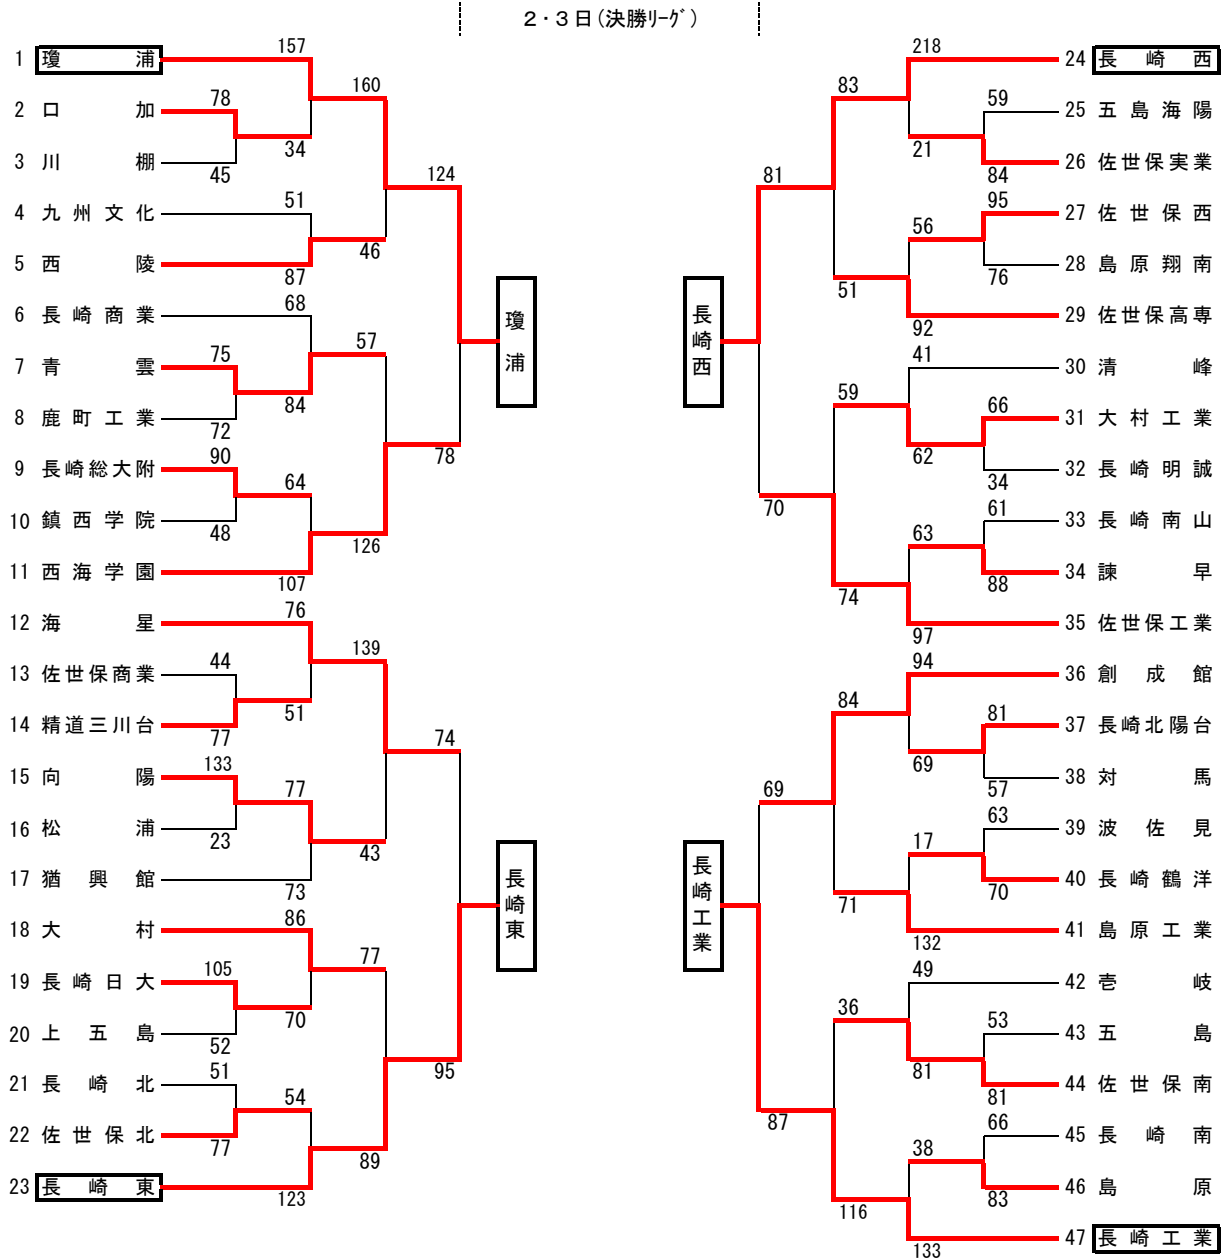 2・3日(決勝リーグ)
1 瓊浦 157
160
2 口加 78
34
3 川棚 45
124
4 九州文化 51
46
5 西陵 87
6 長崎商業 68
57
7 青雲 75
84
8 鹿町工業 72
9 長崎総大附 90
78
64
10 鎮西学院 48
126
11 西海学園 107
瓊浦
12 海星 76
139
13 佐世保商業 44
51
14 精道三川台 77
74
15 向陽 133
77
16 松浦 23
43
17 猶興館 73
18 大村 86
77
19 長崎日大 105
70
20 上五島 52
95
21 長崎北 51
54
22 佐世保北 77
89
23 長崎東 123
長崎東
218 24 長崎西
83
59 25 五島海陽
21
84 26 佐世保実業
81
95 27 佐世保西
56
76 28 島原翔南
51
92 29 佐世保高専
長崎西
41 30 清峰
59
66 31 大村工業
62
34 32 長崎明誠
70
61 33 長崎南山
63
88 34 諫早
74
97 35 佐世保工業
94 36 創成館
84
81 37 長崎北陽台
69
57 38 対馬
69
63 39 波佐見
17
70 40 長崎鶴洋
71
132 41 島原工業
長崎工業
49 42 壱岐
36
53 43 五島
81
81 44 佐世保南
87
66 45 長崎南
38
83 46 島原
116
133 47 長崎工業